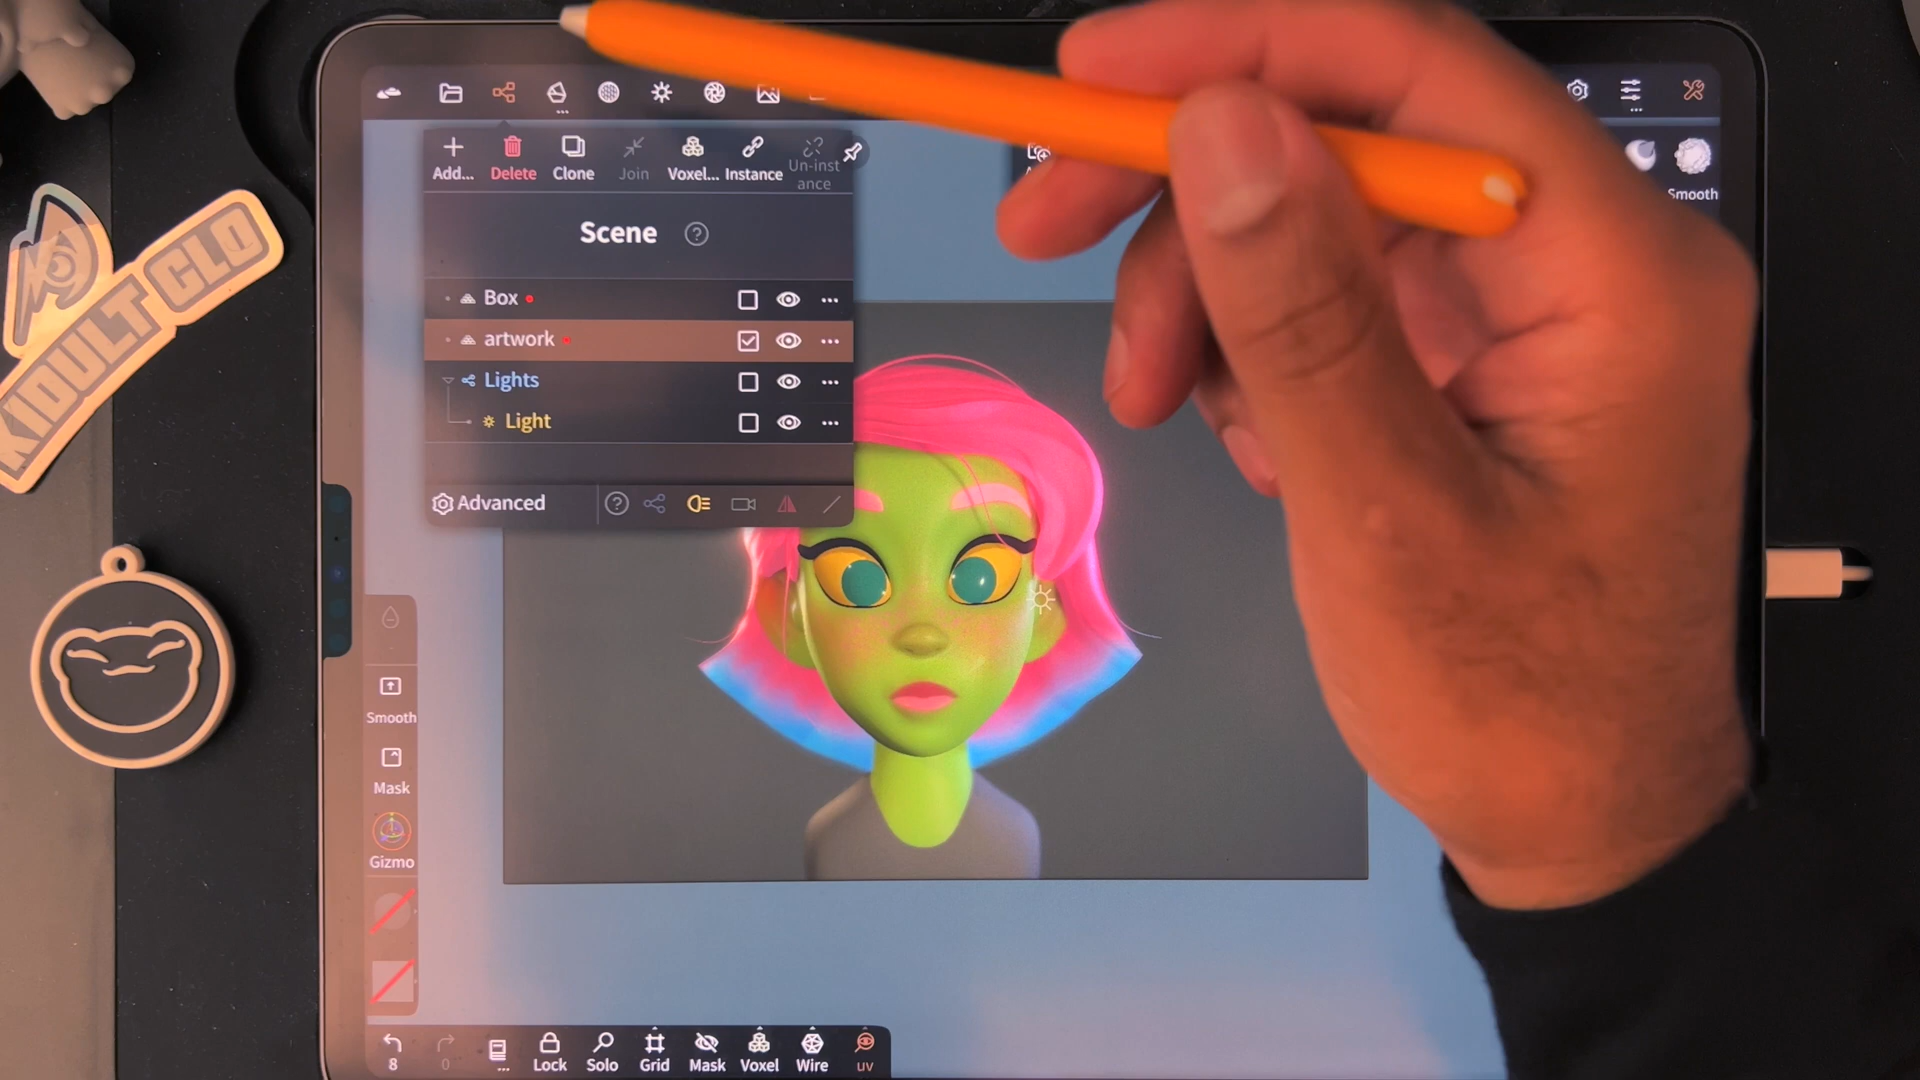 Add...
Delete
Clone
Join
Voxel...
Instance
Un-inst
ance
Smooth
Scene ?
Box
artwork
Lights
Light
Advanced
?
KIDULT CLO
Smooth
Mask
Gizmo
8
0
...
Lock
Solo
Grid
Mask
Voxel
Wire
uv